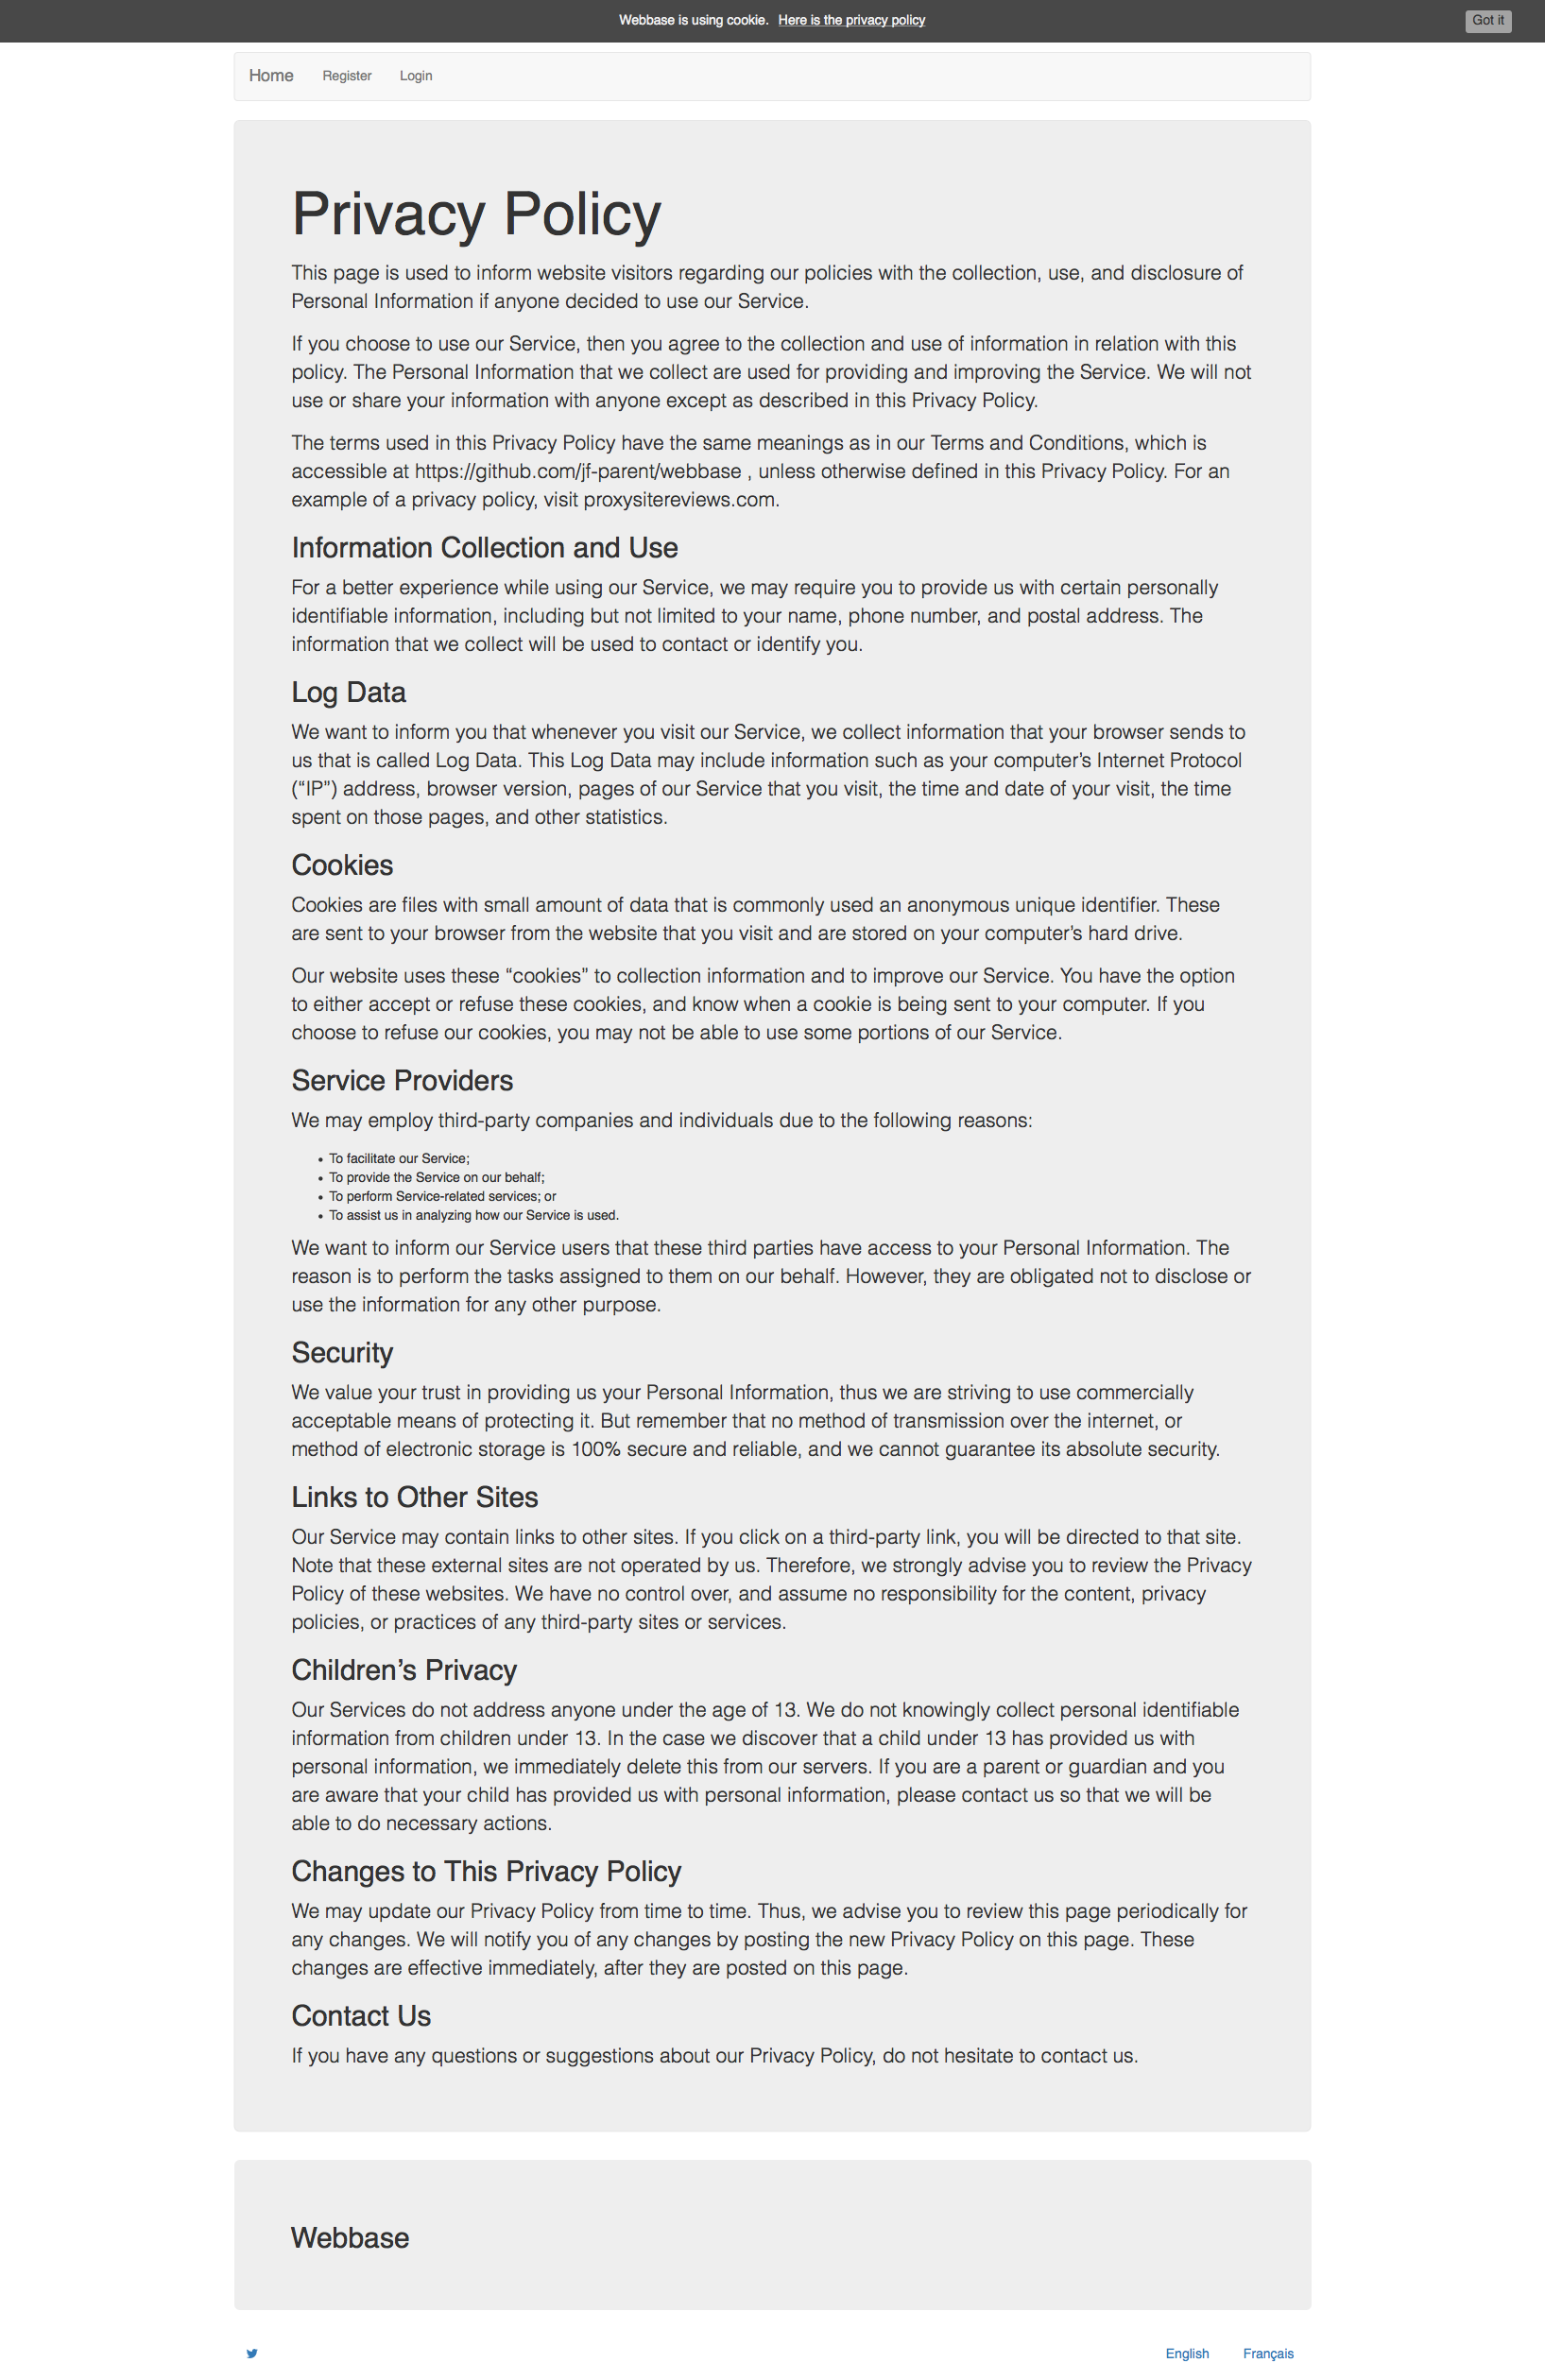 Webbase is using cookie. Here is the privacy policy Got it
Home Register Login
Privacy Policy
This page is used to inform website visitors regarding our policies with the collection, use, and disclosure of
Personal Information if anyone decided to use our Service.
If you choose to use our Service, then you agree to the collection and use of information in relation with this
policy. The Personal Information that we collect are used for providing and improving the Service. We will not
use or share your information with anyone except as described in this Privacy Policy.
The terms used in this Privacy Policy have the same meanings as in our Terms and Conditions, which is
accessible at https://github.com/jf-parent/webbase , unless otherwise defined in this Privacy Policy. For an
example of a privacy policy, visit proxysitereviews.com.
Information Collection and Use
For a better experience while using our Service, we may require you to provide us with certain personally
identifiable information, including but not limited to your name, phone number, and postal address. The
information that we collect will be used to contact or identify you.
Log Data
We want to inform you that whenever you visit our Service, we collect information that your browser sends to
us that is called Log Data. This Log Data may include information such as your computer’s Internet Protocol
(“IP”) address, browser version, pages of our Service that you visit, the time and date of your visit, the time
spent on those pages, and other statistics.
Cookies
Cookies are files with small amount of data that is commonly used an anonymous unique identifier. These
are sent to your browser from the website that you visit and are stored on your computer’s hard drive.
Our website uses these “cookies” to collection information and to improve our Service. You have the option
to either accept or refuse these cookies, and know when a cookie is being sent to your computer. If you
choose to refuse our cookies, you may not be able to use some portions of our Service.
Service Providers
We may employ third-party companies and individuals due to the following reasons:
• To facilitate our Service;
• To provide the Service on our behalf;
• To perform Service-related services; or
• To assist us in analyzing how our Service is used.
We want to inform our Service users that these third parties have access to your Personal Information. The
reason is to perform the tasks assigned to them on our behalf. However, they are obligated not to disclose or
use the information for any other purpose.
Security
We value your trust in providing us your Personal Information, thus we are striving to use commercially
acceptable means of protecting it. But remember that no method of transmission over the internet, or
method of electronic storage is 100% secure and reliable, and we cannot guarantee its absolute security.
Links to Other Sites
Our Service may contain links to other sites. If you click on a third-party link, you will be directed to that site.
Note that these external sites are not operated by us. Therefore, we strongly advise you to review the Privacy
Policy of these websites. We have no control over, and assume no responsibility for the content, privacy
policies, or practices of any third-party sites or services.
Children’s Privacy
Our Services do not address anyone under the age of 13. We do not knowingly collect personal identifiable
information from children under 13. In the case we discover that a child under 13 has provided us with
personal information, we immediately delete this from our servers. If you are a parent or guardian and you
are aware that your child has provided us with personal information, please contact us so that we will be
able to do necessary actions.
Changes to This Privacy Policy
We may update our Privacy Policy from time to time. Thus, we advise you to review this page periodically for
any changes. We will notify you of any changes by posting the new Privacy Policy on this page. These
changes are effective immediately, after they are posted on this page.
Contact Us
If you have any questions or suggestions about our Privacy Policy, do not hesitate to contact us.
Webbase
English Français